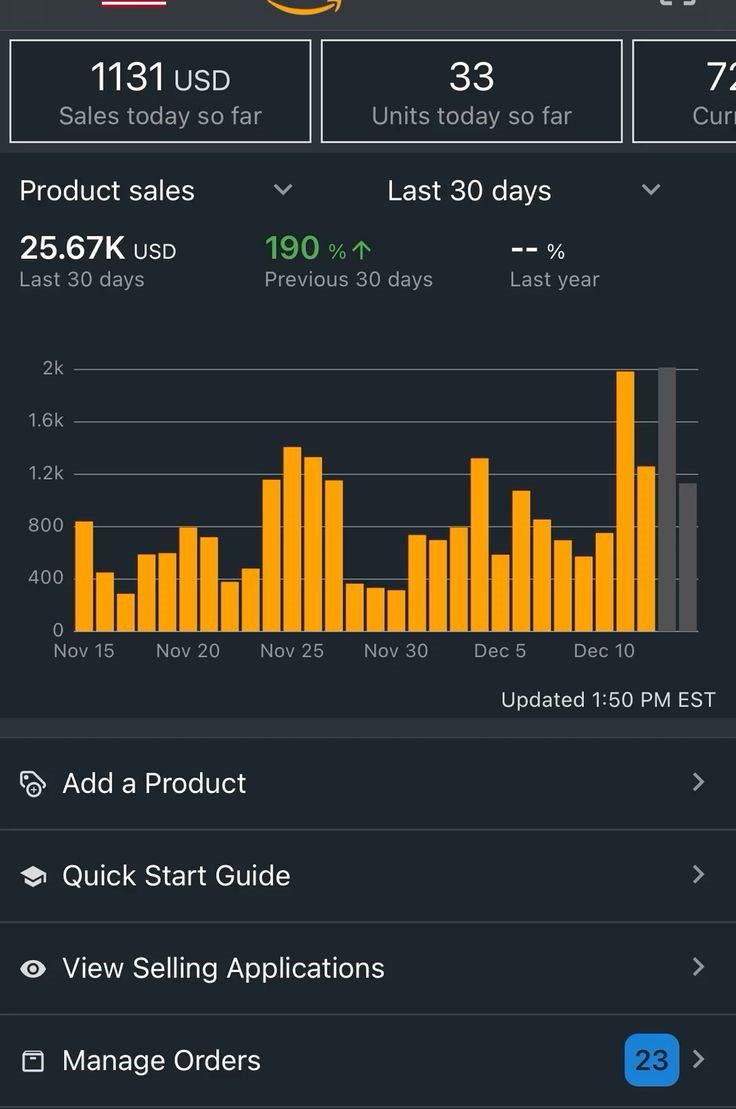 1131 USD
Sales today so far
33
Units today so far
72
Curr
Product sales
Last 30 days
25.67K USD
Last 30 days
190 % ↑
Previous 30 days
-- %
Last year
2k
1.6k
1.2k
800
400
0
Nov 15 Nov 20 Nov 25 Nov 30 Dec 5 Dec 10
Updated 1:50 PM EST
Add a Product
Quick Start Guide
View Selling Applications
Manage Orders 23